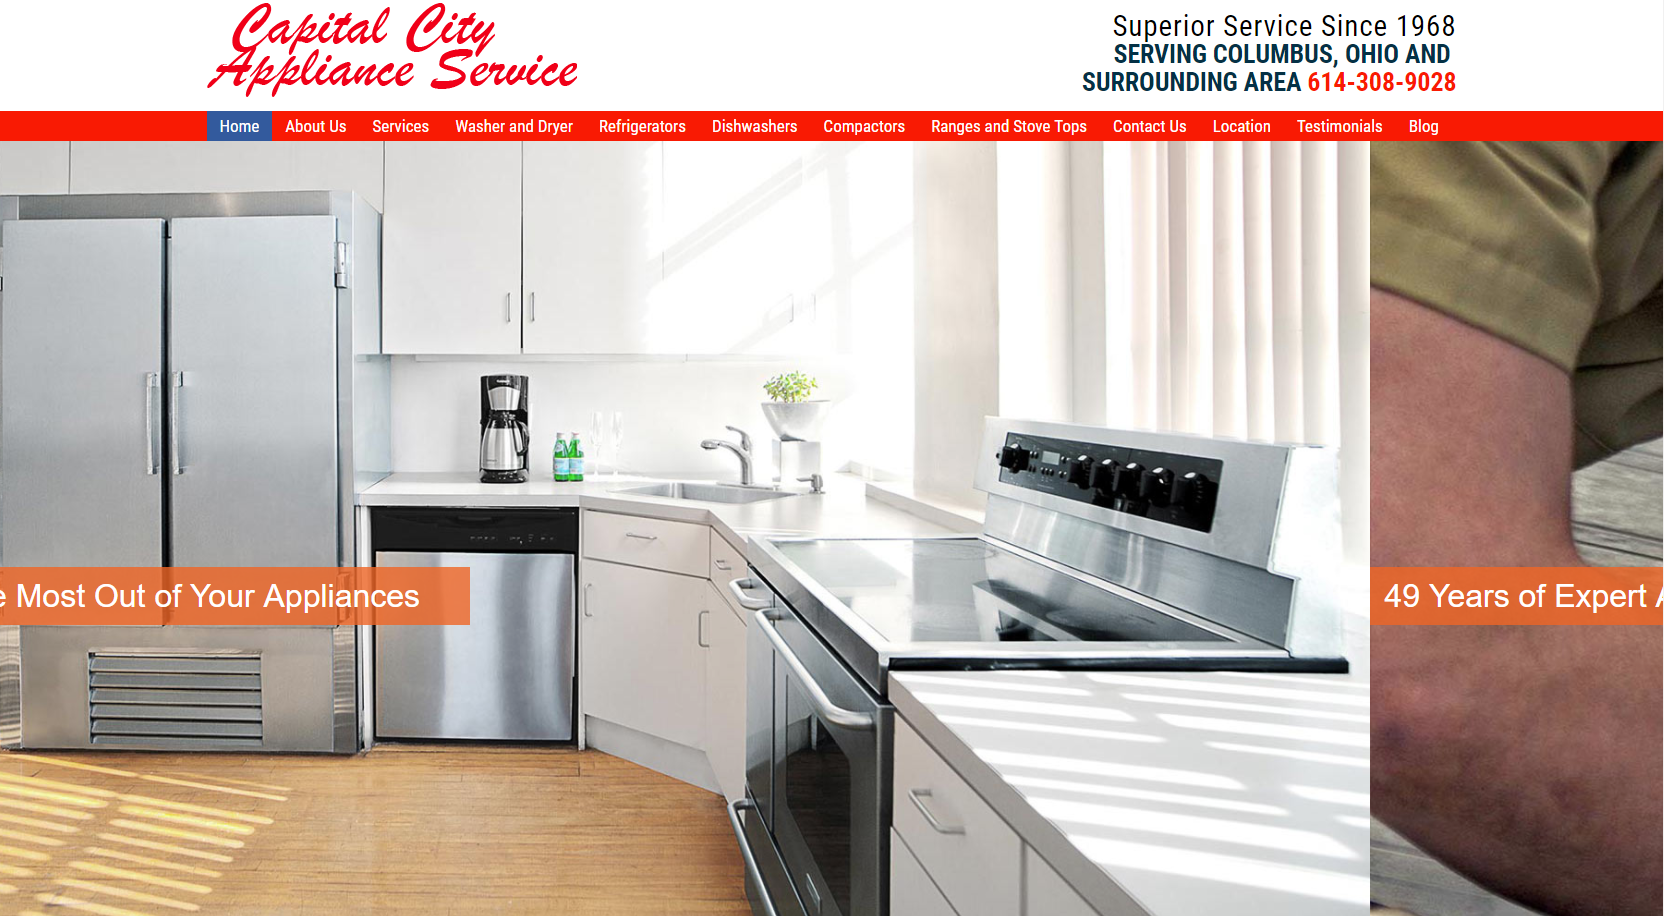 Capital City
Appliance Service
Superior Service Since 1968
SERVING COLUMBUS, OHIO AND
SURROUNDING AREA 614-308-9028
Home About Us Services Washer and Dryer Refrigerators Dishwashers Compactors Ranges and Stove Tops Contact Us Location Testimonials Blog
Most Out of Your Appliances
49 Years of Expert